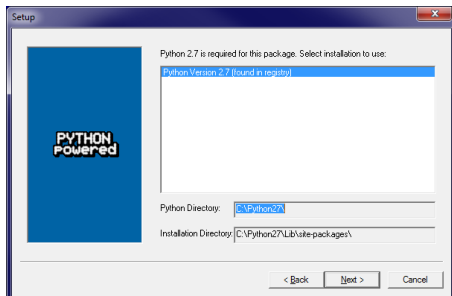 Setup
Python 2.7 is required for this package. Select installation to use:
Python Version 2.7 (found in registry)
PYTHON
Powered
Python Directory: C:\Python27\
Installation Directory: C:\Python27\Lib\site-packages\
< Back Next > Cancel